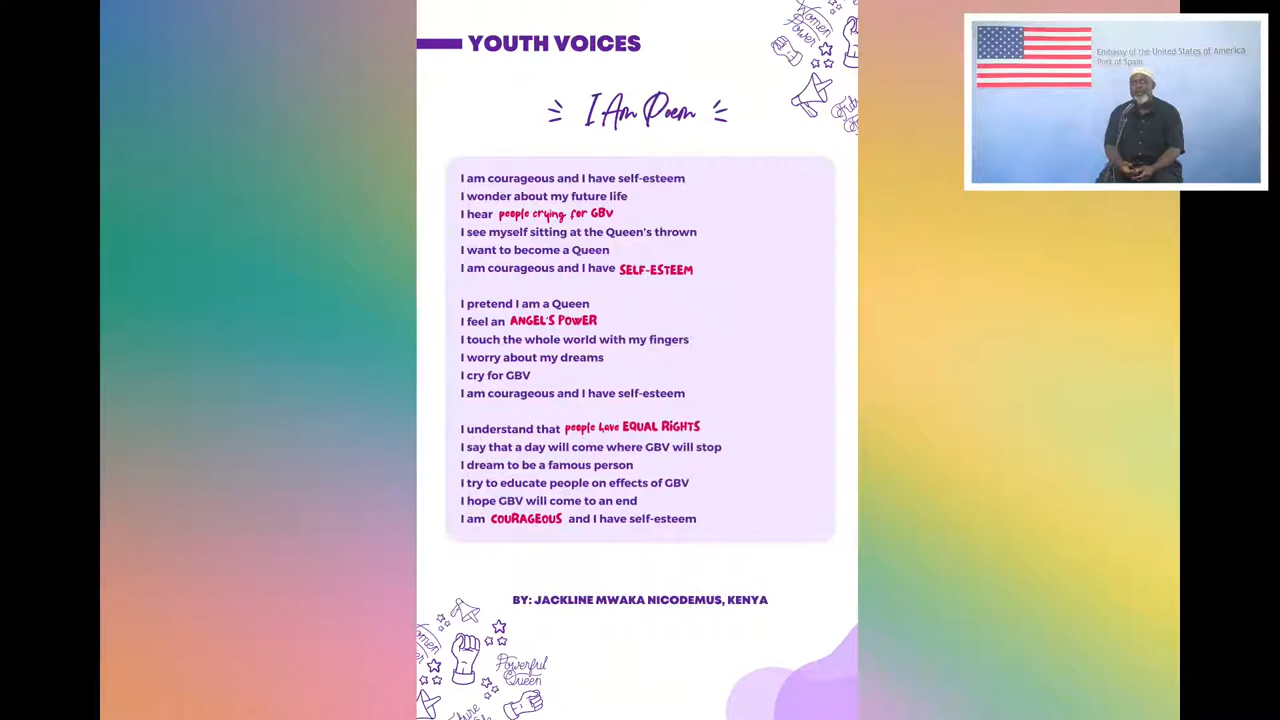 YOUTH VOICES
Women
Power
I Am Poem
I am courageous and I have self-esteem
I wonder about my future life
I hear people crying for GBV
I see myself sitting at the Queen's thrown
I want to become a Queen
I am courageous and I have SELF-ESTEEM
I pretend I am a Queen
I feel an ANGEL'S POWER
I touch the whole world with my fingers
I worry about my dreams
I cry for GBV
I am courageous and I have self-esteem
I understand that people have EQUAL RIGHTS
I say that a day will come where GBV will stop
I dream to be a famous person
I try to educate people on effects of GBV
I hope GBV will come to an end
I am COURAGEOUS and I have self-esteem
BY: JACKLINE MWAKA NICODEMUS, KENYA
Powerful
Queen
Embassy of the United States of America
Port of Spain